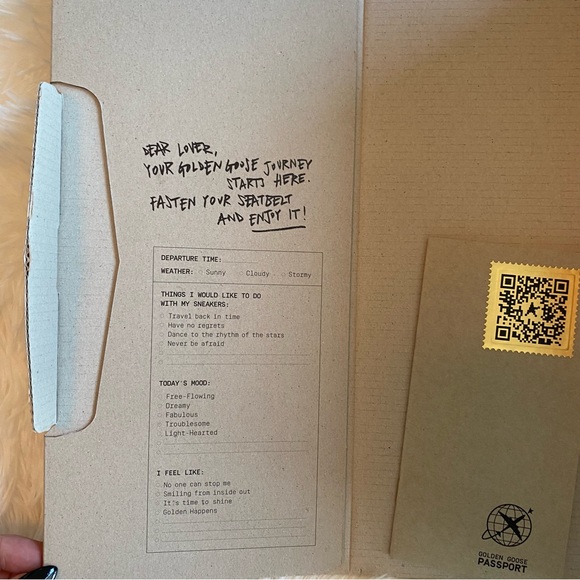 DEAR LOVER,
YOUR GOLDEN GOOSE JOURNEY
STARTS HERE.
FASTEN YOUR SEATBELT
AND ENJOY IT!
DEPARTURE TIME:
WEATHER: Sunny Cloudy Stormy
THINGS I WOULD LIKE TO DO
WITH MY SNEAKERS:
Travel back in time
Have no regrets
Dance to the rhythm of the stars
Never be afraid
TODAY'S MOOD:
Free-Flowing
Dreamy
Fabulous
Troublesome
Light-Hearted
I FEEL LIKE:
No one can stop me
Smiling from inside out
It's time to shine
Golden Happens
GOLDEN GOOSE
PASSPORT